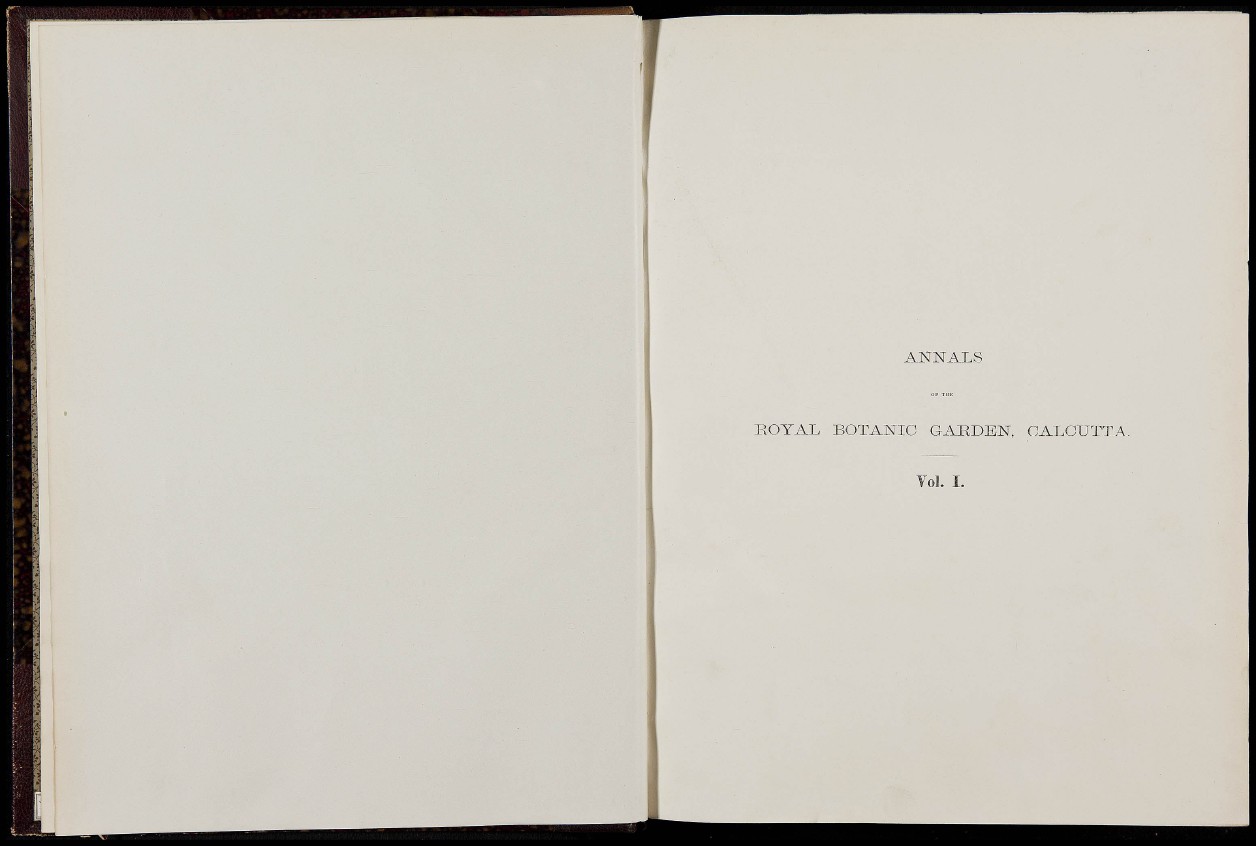 ANNALS
OF THE
ROYAL BOTANIC GARDEN, CALCUTTA.
Vol. I.